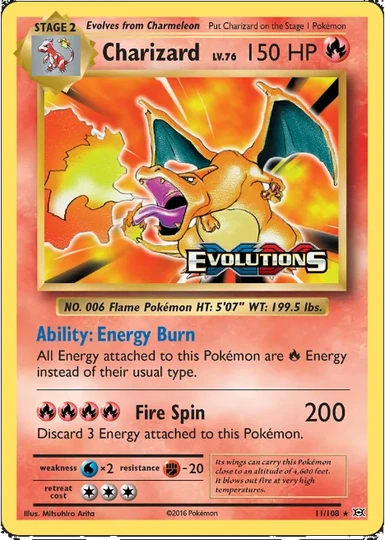 STAGE 2
Evolves from Charmeleon
Put Charizard on the Stage 1 Pokémon
Charizard LV.76 150 HP
EVOLUTIONS
NO. 006 Flame Pokémon HT: 5'07" WT: 199.5 lbs.
Ability: Energy Burn
All Energy attached to this Pokémon are Energy
instead of their usual type.
Fire Spin 200
Discard 3 Energy attached to this Pokémon.
weakness ×2 resistance -20
retreat
cost
Its wings can carry this Pokémon
close to an altitude of 4,600 feet.
It blows out fire at very high
temperatures.
Illus. Mitsuhiro Arita
©2016 Pokémon
11/108 ★